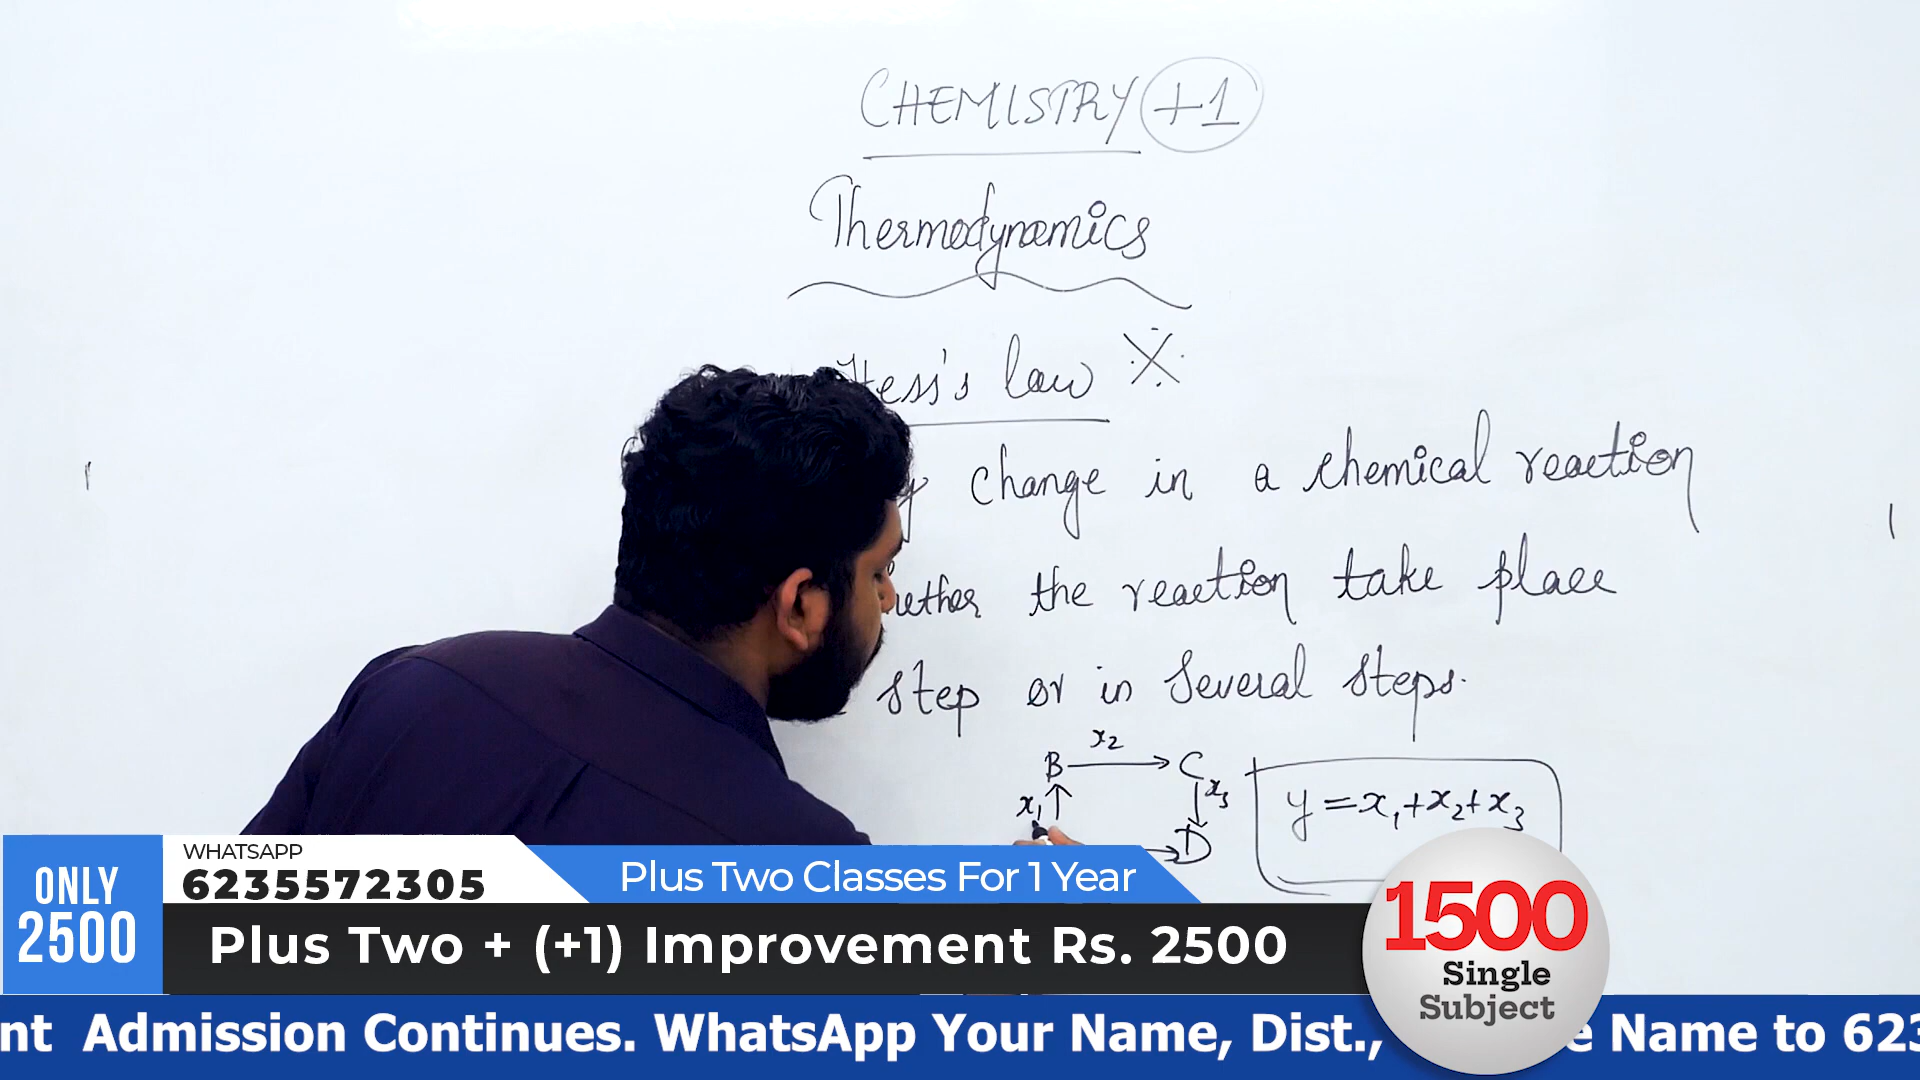 CHEMISTRY +1
Thermodynamics
Hess's law
change in a chemical reaction
the reaction take place
step or in Several steps.
x2
B → C
x1 ↑ ↓ x3
→ D
y = x1 + x2 + x3
ONLY
2500
WHATSAPP
6235572305
Plus Two Classes For 1 Year
Plus Two + (+1) Improvement Rs. 2500
1500
Single
Subject
nt Admission Continues. WhatsApp Your Name, Dist., e Name to 623